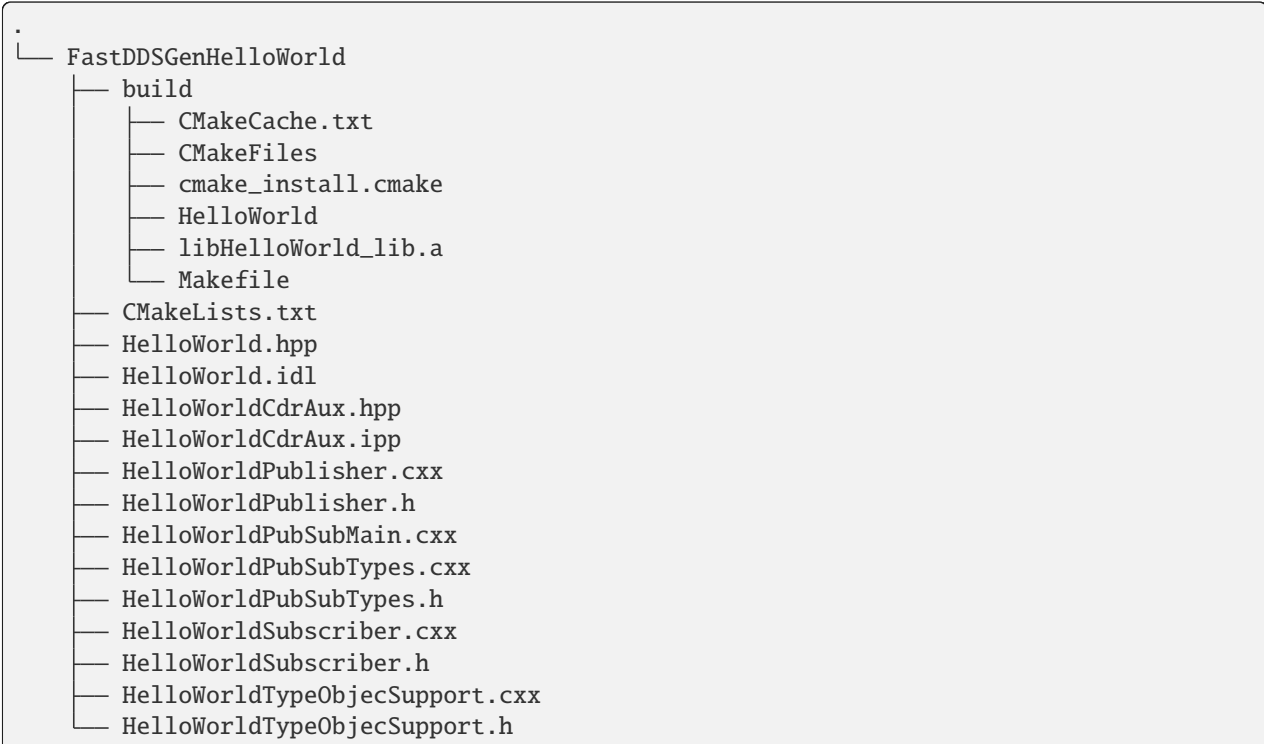 .
└── FastDDSGenHelloWorld
    ├── build
    │   ├── CMakeCache.txt
    │   ├── CMakeFiles
    │   ├── cmake_install.cmake
    │   ├── HelloWorld
    │   ├── libHelloWorld_lib.a
    │   └── Makefile
    ├── CMakeLists.txt
    ├── HelloWorld.hpp
    ├── HelloWorld.idl
    ├── HelloWorldCdrAux.hpp
    ├── HelloWorldCdrAux.ipp
    ├── HelloWorldPublisher.cxx
    ├── HelloWorldPublisher.h
    ├── HelloWorldPubSubMain.cxx
    ├── HelloWorldPubSubTypes.cxx
    ├── HelloWorldPubSubTypes.h
    ├── HelloWorldSubscriber.cxx
    ├── HelloWorldSubscriber.h
    ├── HelloWorldTypeObjecSupport.cxx
    └── HelloWorldTypeObjecSupport.h